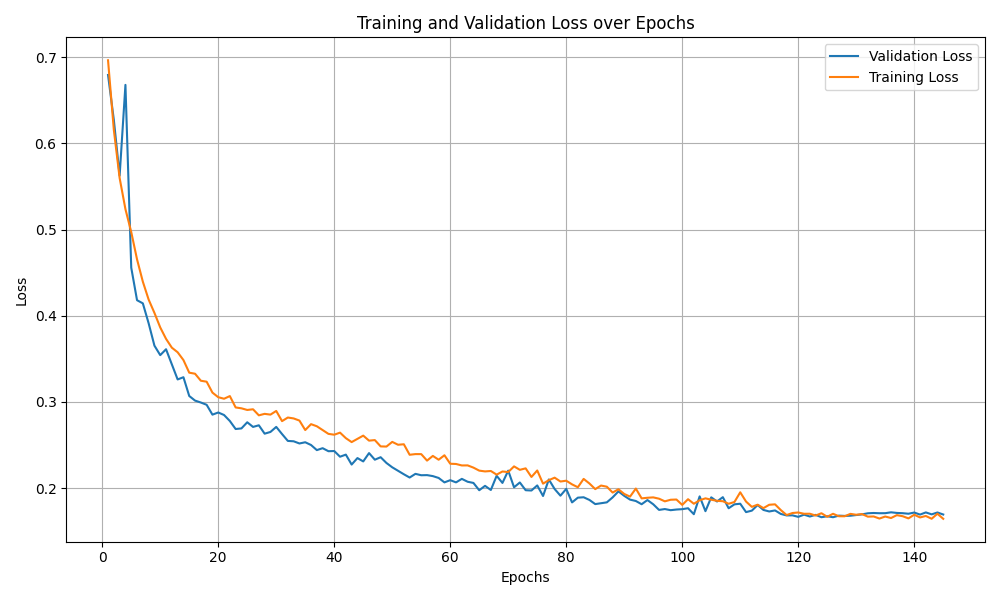 Training and Validation Loss over Epochs
Validation Loss
Training Loss
0.7
0.6
0.5
0.4
0.3
0.2
Loss
0 20 40 60 80 100 120 140
Epochs